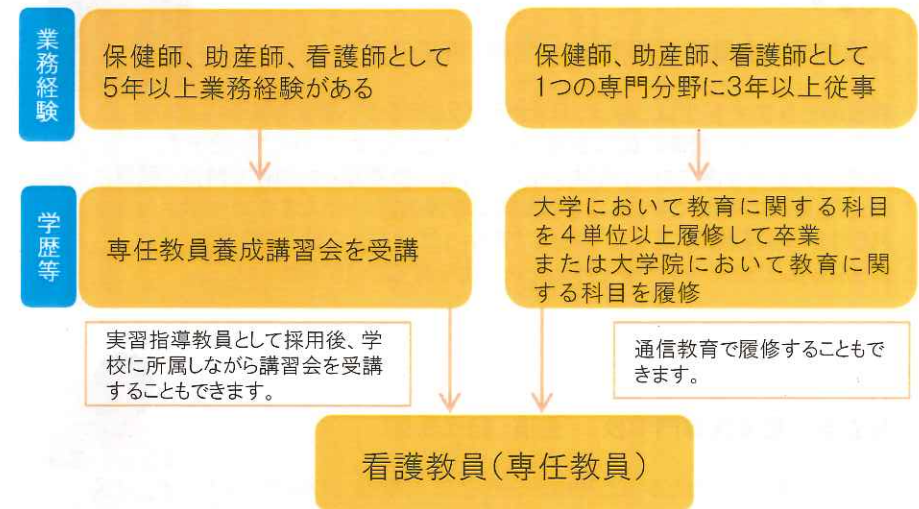 業務経験
保健師、助産師、看護師として
5年以上業務経験がある
保健師、助産師、看護師として
1つの専門分野に3年以上従事
学歴等
専任教員養成講習会を受講
大学において教育に関する科目
を4単位以上履修して卒業
または大学院において教育に関
する科目を履修
実習指導教員として採用後、学
校に所属しながら講習会を受講
することもできます。
通信教育で履修することもで
きます。
看護教員(専任教員)